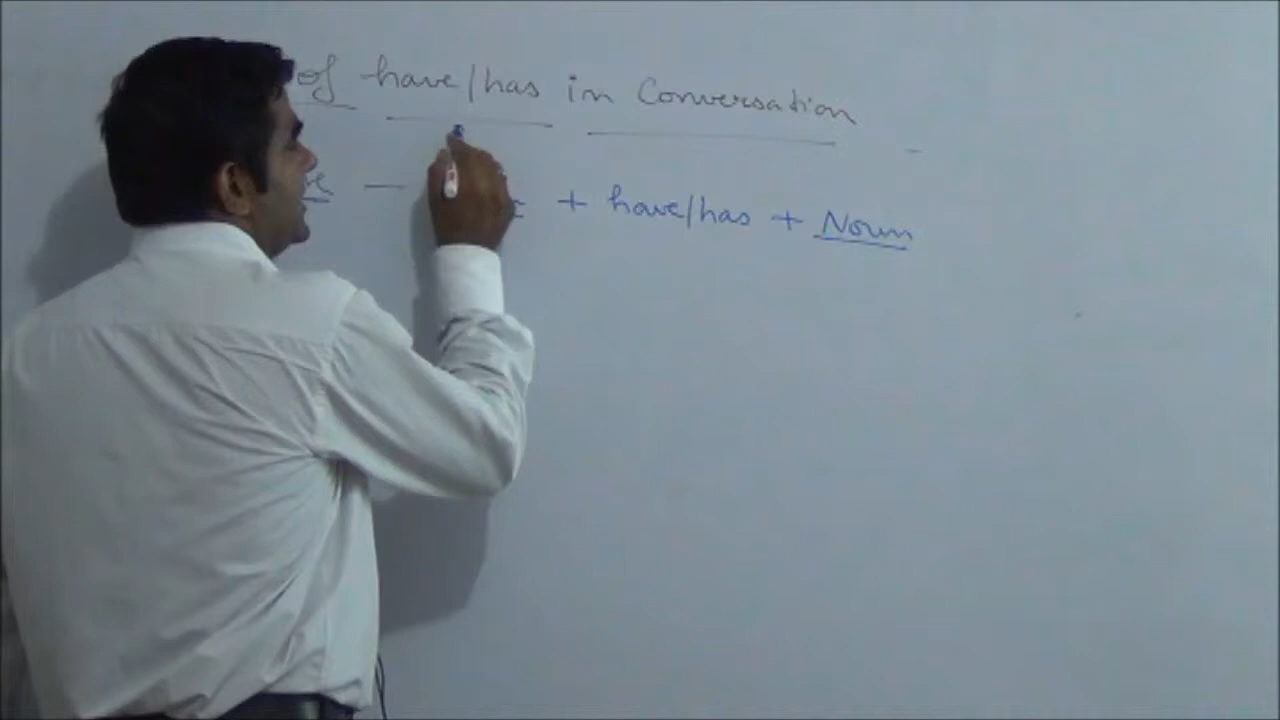 of have/has in Conversation
— + have/has + Noun